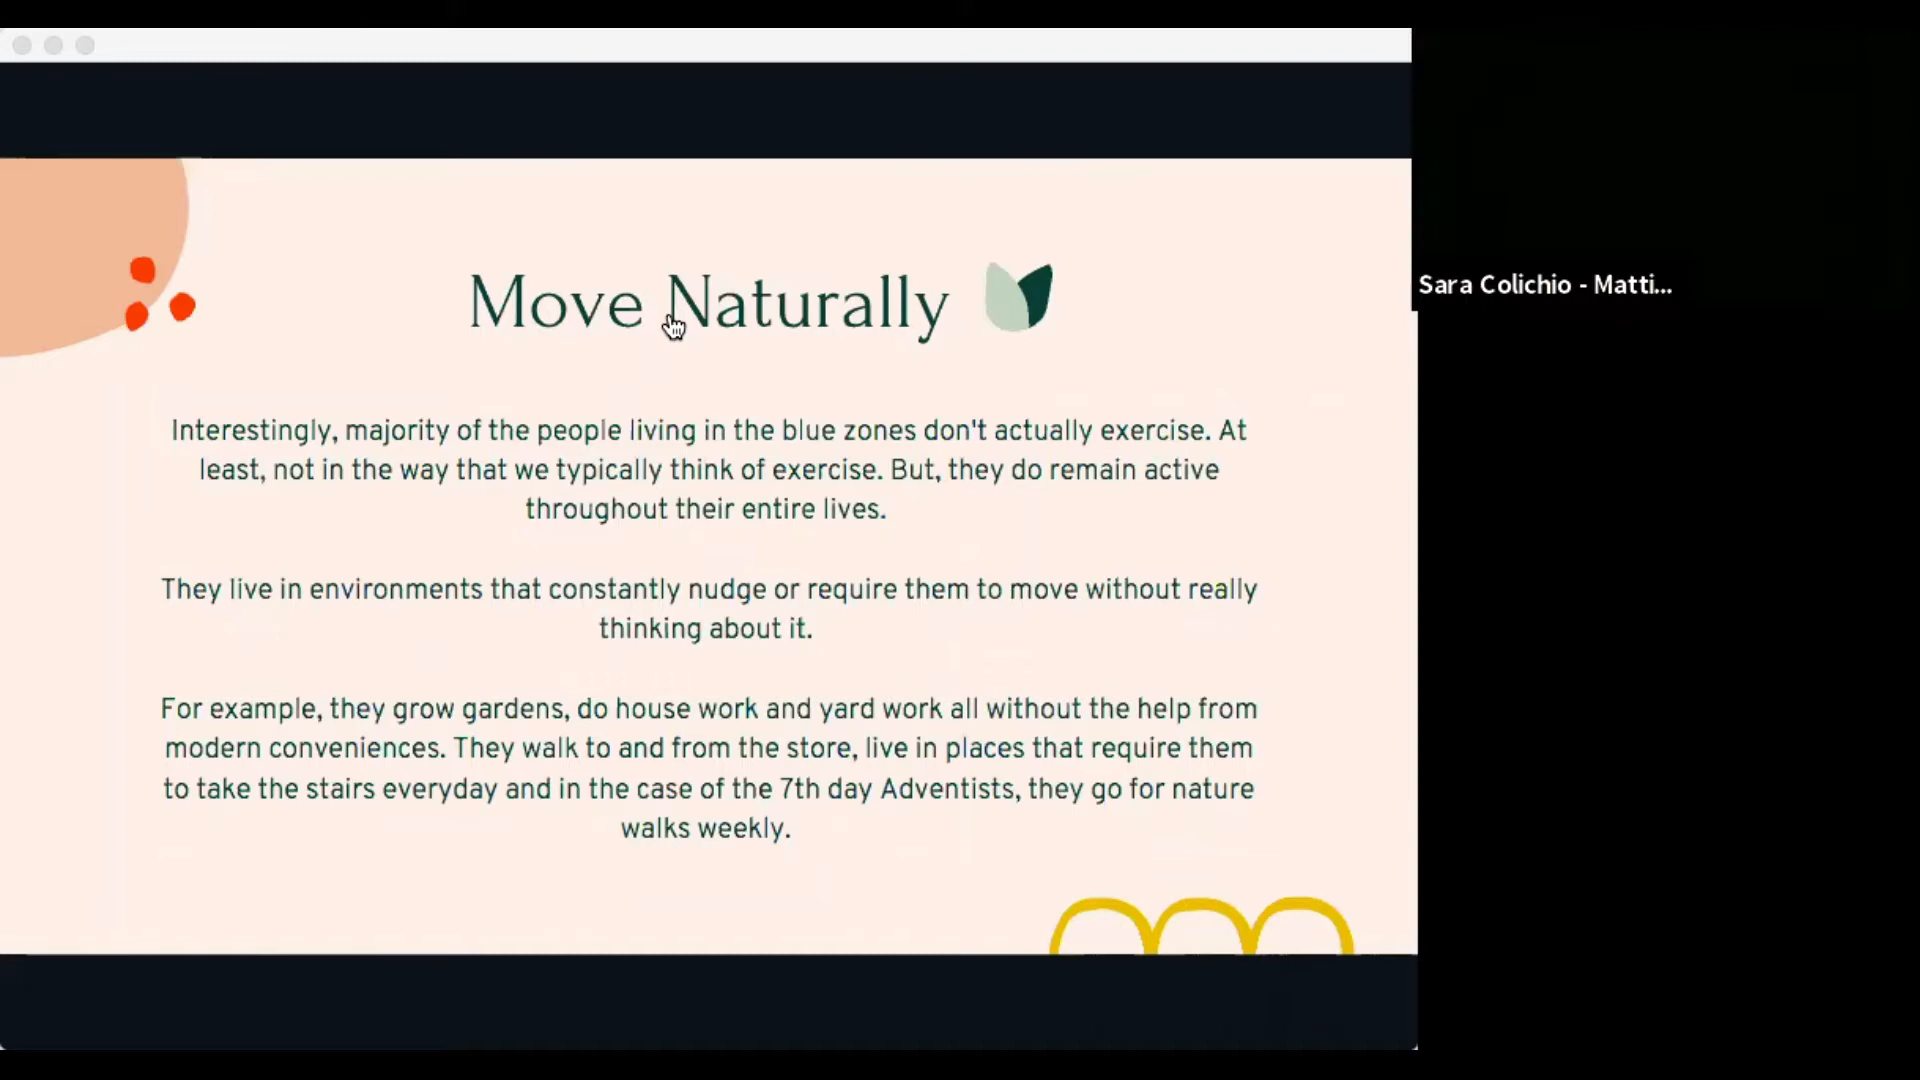 Move Naturally
Interestingly, majority of the people living in the blue zones don't actually exercise. At
least, not in the way that we typically think of exercise. But, they do remain active
throughout their entire lives.
They live in environments that constantly nudge or require them to move without really
thinking about it.
For example, they grow gardens, do house work and yard work all without the help from
modern conveniences. They walk to and from the store, live in places that require them
to take the stairs everyday and in the case of the 7th day Adventists, they go for nature
walks weekly.
Sara Colichio - Matti...